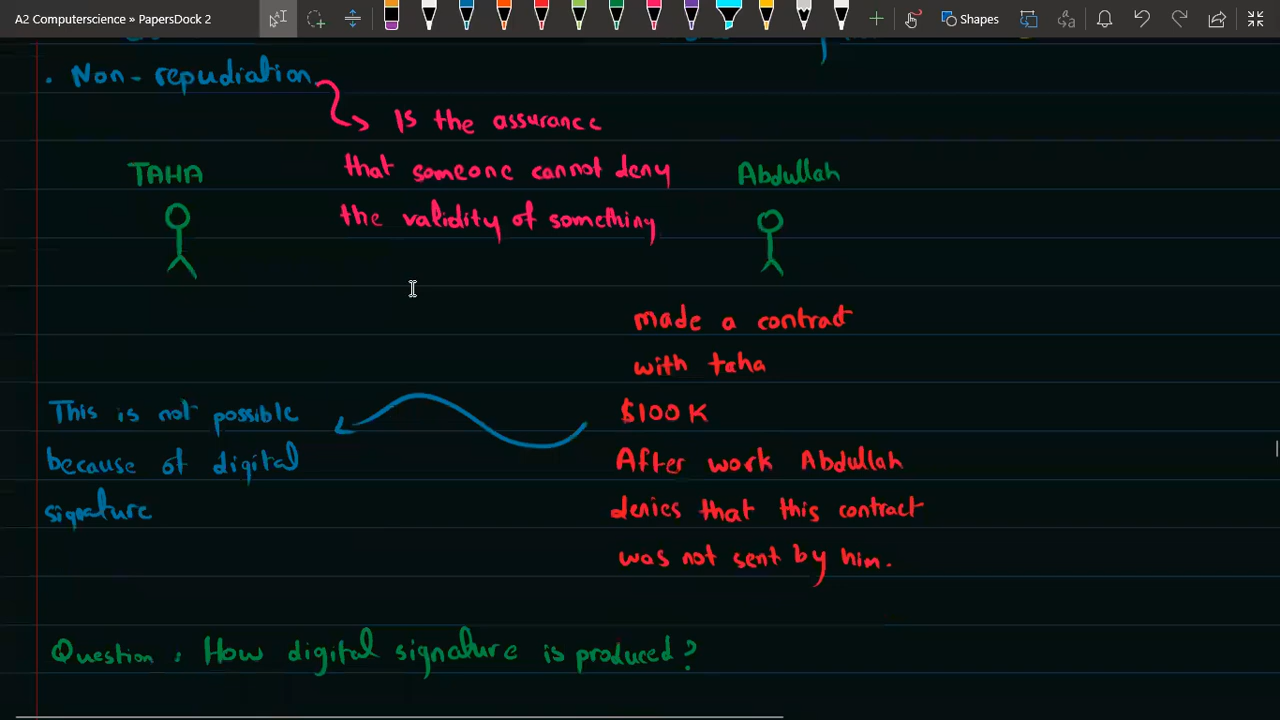 A2 Computerscience » PapersDock 2
Shapes
. Non-repudiation
Is the assurance
that someone cannot deny
the validity of something
TAHA
Abdullah
made a contract
with taha
$100K
After work Abdullah
denies that this contract
was not sent by him.
This is not possible
because of digital
signature
Question : How digital signature is produced?